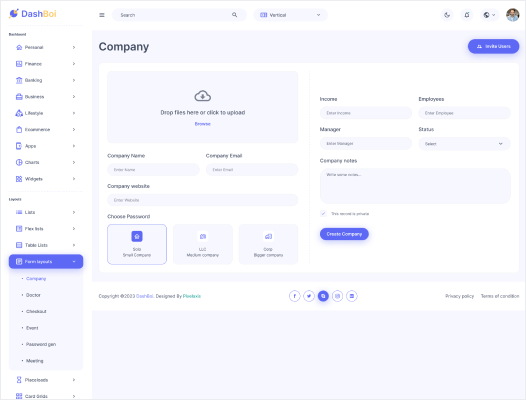 DashBoi
Search
Vertical
Dashboard
Personal
Finance
Banking
Business
Lifestyle
Ecommerce
Apps
Charts
Widgets
Layouts
Lists
Flex lists
Table Lists
Form layouts
Company
Doctor
Checkout
Event
Password gen
Meeting
Placeloads
Card Grids
Company
Invite Users
Drop files here or click to upload
Browse
Company Name
Company Email
Enter Name
Enter Email
Company website
Enter Website
Choose Password
Solo
Small Company
LLC
Medium company
Corp
Bigger company
Income
Employees
Enter Income
Enter Employee
Manager
Status
Enter Manager
Select
Company notes
Write some notes...
This record is private
Create Company
Copyright @2023 DashBoi. Designed By Pixelaxis
Privacy policy
Terms of condition